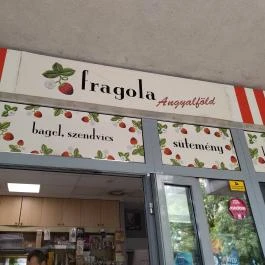 fragola
Angyalföld
bagel, szendvics
sütemény